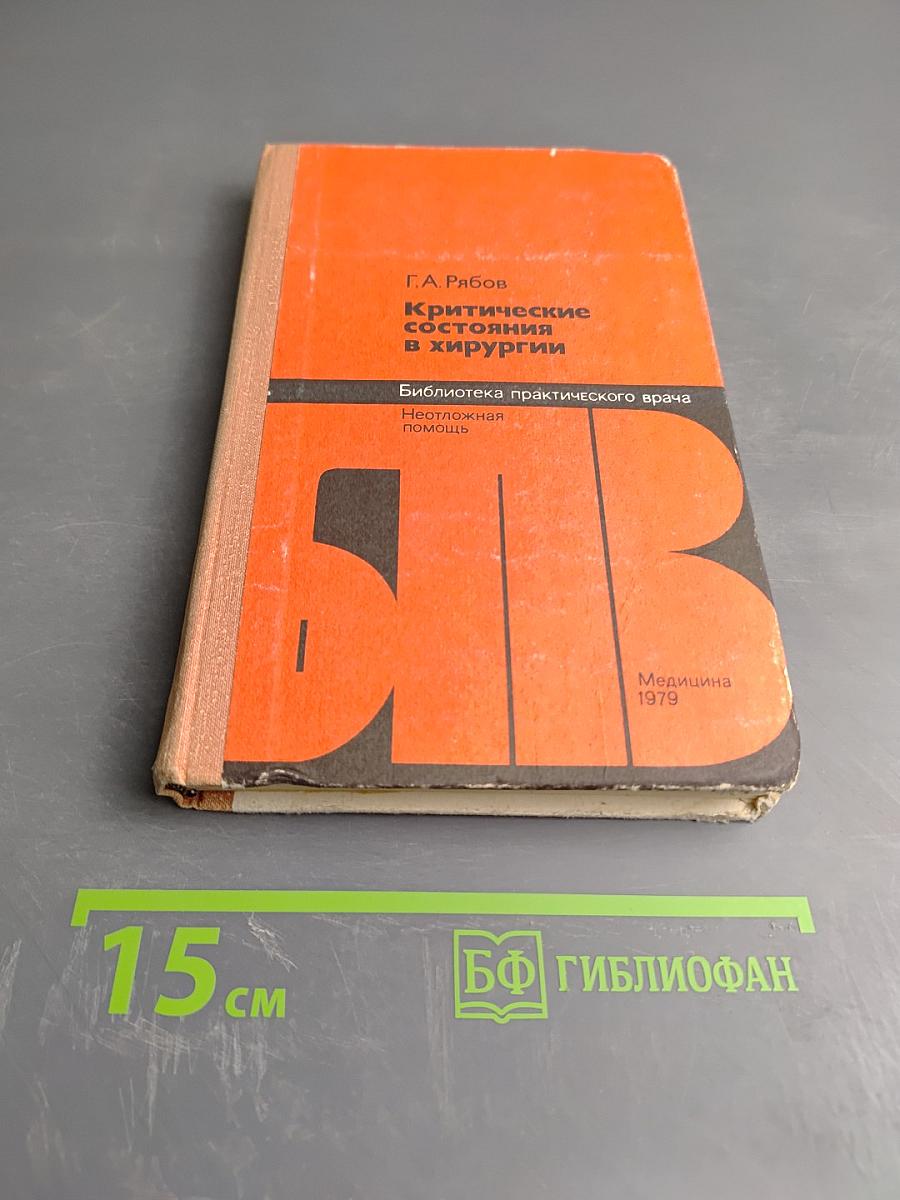 Г.А. Рябов
Критические
состояния
в хирургии
Библиотека практического врача
Неотложная
помощь
БПВ
Медицина
1979
15 см
БФ ГИБЛИОФАН